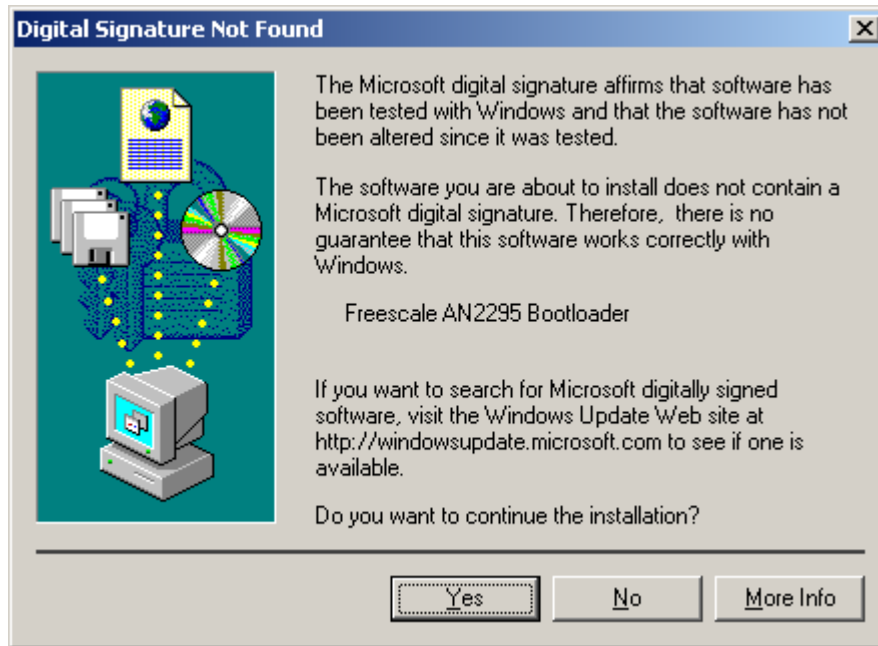 Digital Signature Not Found
The Microsoft digital signature affirms that software has
been tested with Windows and that the software has not
been altered since it was tested.
The software you are about to install does not contain a
Microsoft digital signature. Therefore,  there is no
guarantee that this software works correctly with
Windows.
Freescale AN2295 Bootloader
If you want to search for Microsoft digitally signed
software, visit the Windows Update Web site at
http://windowsupdate.microsoft.com to see if one is
available.
Do you want to continue the installation?
Yes No More Info